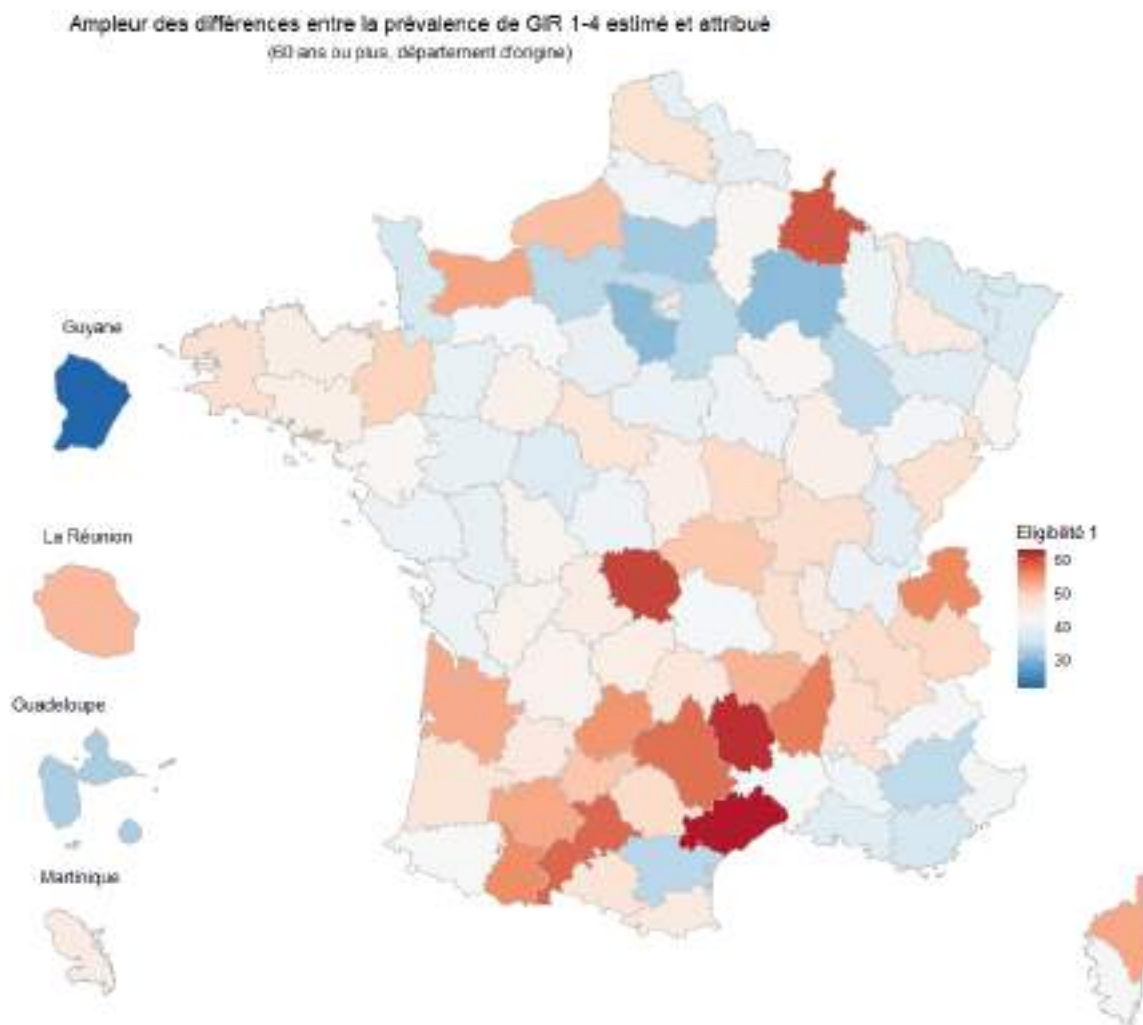 Ampleur des différences entre la prévalence de GIR 1-4 estimé et attribué
(60 ans ou plus, département d'origine)
Guyane
La Réunion
Guadeloupe
Martinique
Eligibilité 1
60
50
40
30